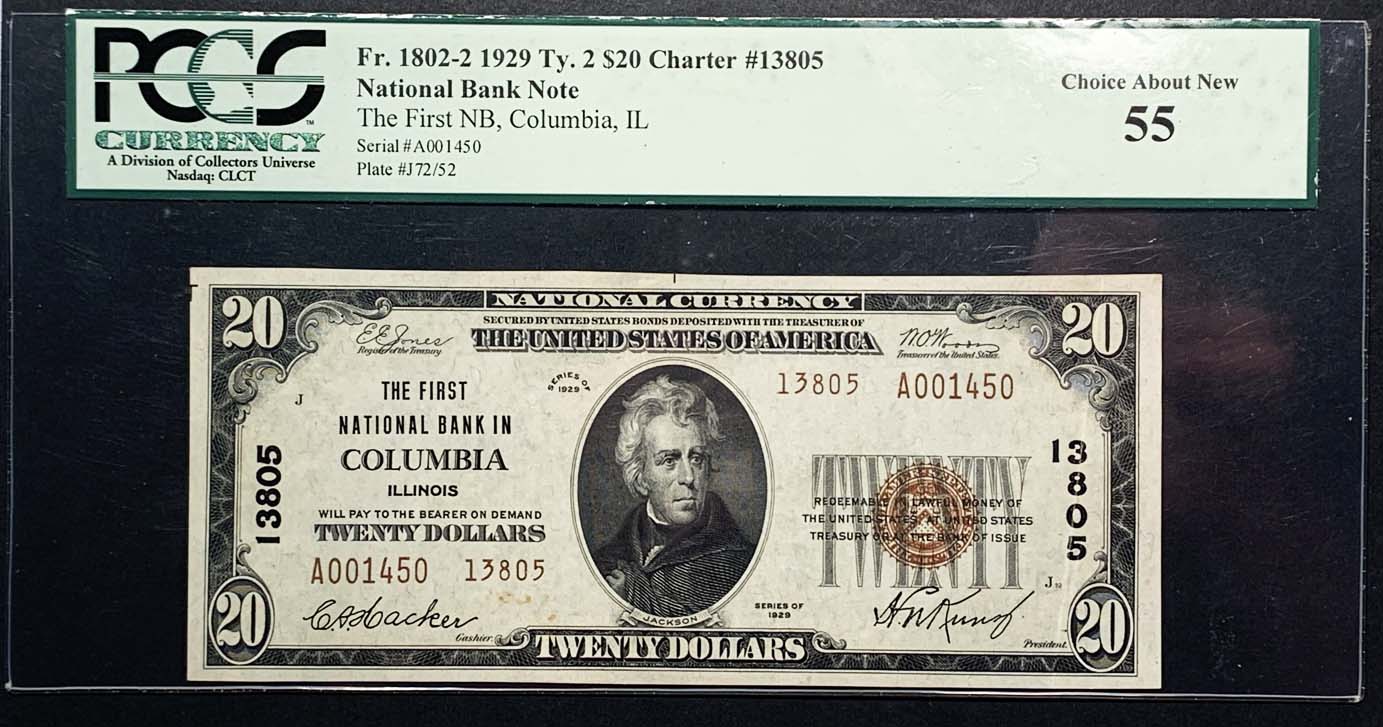 PCGS
™
CURRENCY
A Division of Collectors Universe
Nasdaq: CLCT
Fr. 1802-2 1929 Ty. 2 $20 Charter #13805
National Bank Note
The First NB, Columbia, IL
Serial #A001450
Plate #J72/52
Choice About New
55
20
NATIONAL CURRENCY
20
SECURED BY UNITED STATES BONDS DEPOSITED WITH THE TREASURER OF
THE UNITED STATES OF AMERICA
E E Jones
Register of the Treasury
W.O. Woods
Treasurer of the United States.
SERIES OF
1929
13805 A001450
J
THE FIRST
NATIONAL BANK IN
COLUMBIA
ILLINOIS
WILL PAY TO THE BEARER ON DEMAND
TWENTY DOLLARS
A001450 13805
13805
13805
TWENTY
REDEEMABLE IN LAWFUL MONEY OF
THE UNITED STATES, AT UNITED STATES
TREASURY OR AT THE BANK OF ISSUE
J
Cashier.
JACKSON
SERIES OF
1929
President.
20
TWENTY DOLLARS
20